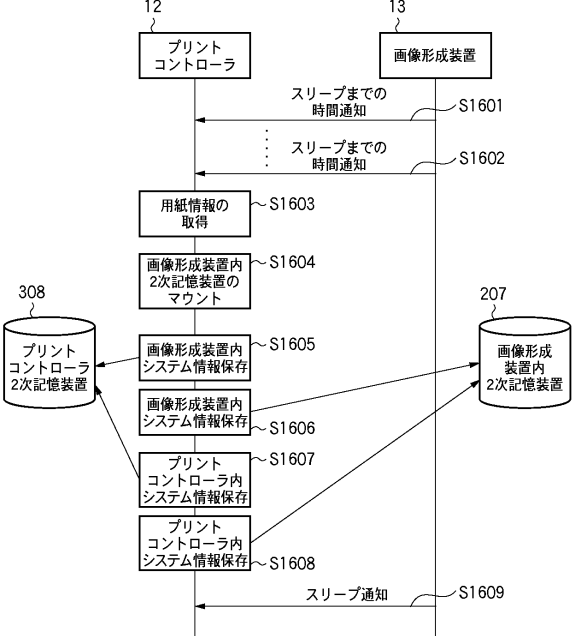 12
13
プリント
コントローラ
画像形成装置
スリープまでの
時間通知
S1601
スリープまでの
時間通知
S1602
用紙情報の
取得
S1603
画像形成装置内
2次記憶装置の
マウント
S1604
308
プリント
コントローラ
2次記憶装置
207
画像形成
装置内
2次記憶装置
画像形成装置内
システム情報保存
S1605
画像形成装置内
システム情報保存
S1606
プリント
コントローラ内
システム情報保存
S1607
プリント
コントローラ内
システム情報保存
S1608
スリープ通知
S1609